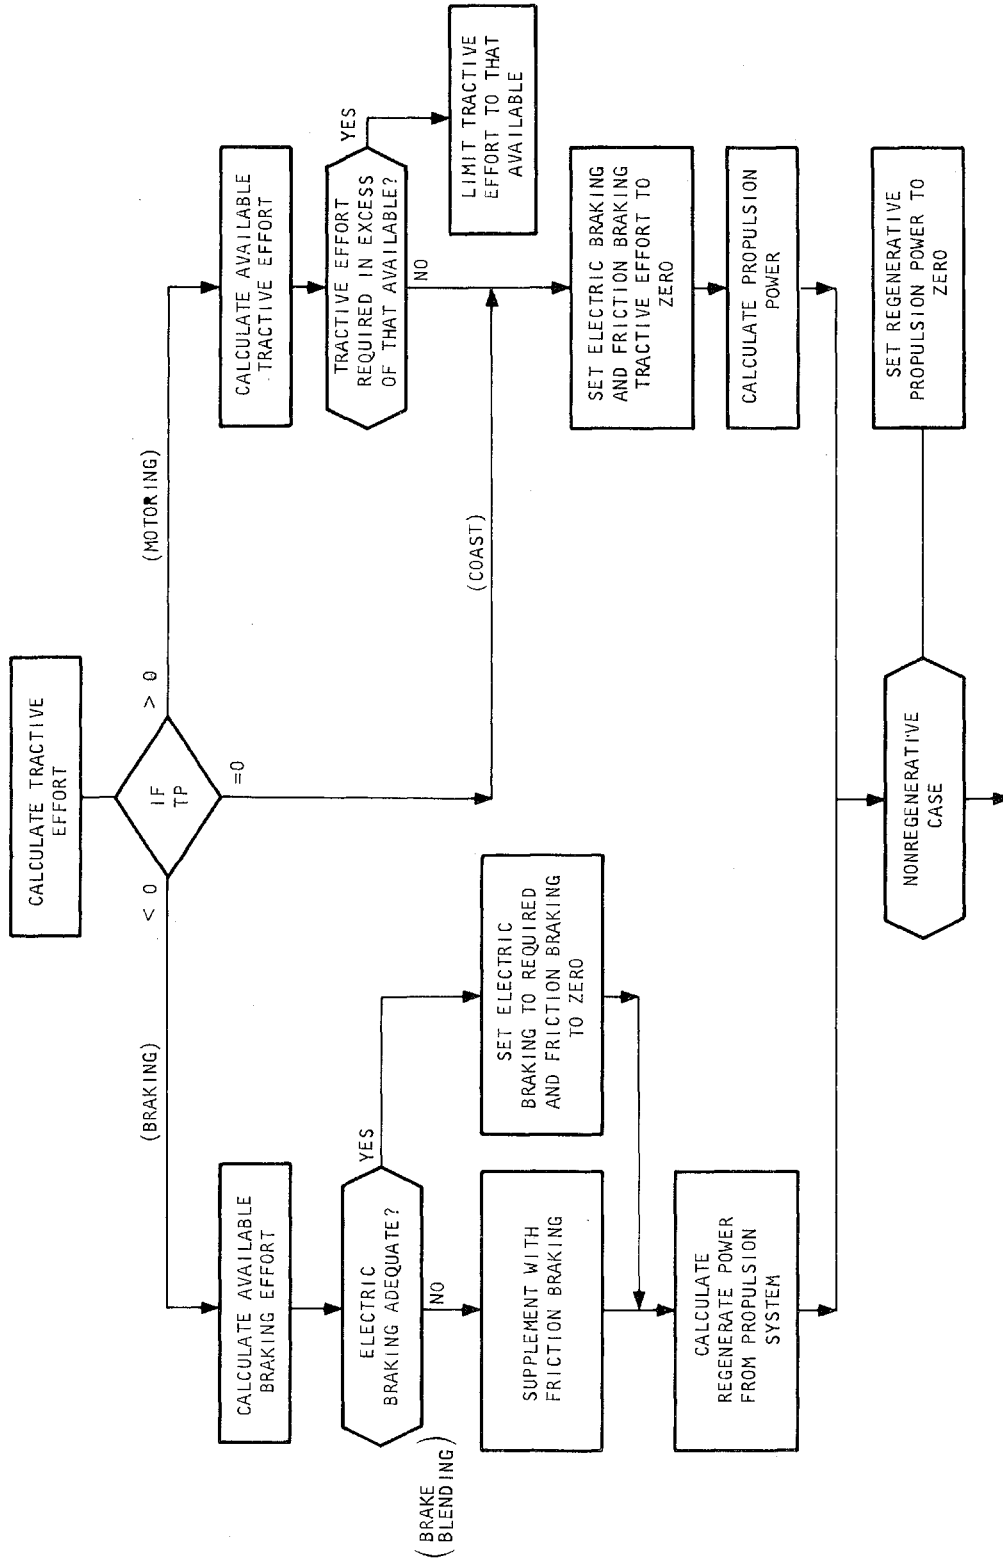 CALCULATE TRACTIVE
EFFORT
IF
TP
< 0
> 0
=0
(BRAKING)
(MOTORING)
(COAST)
CALCULATE AVAILABLE
BRAKING EFFORT
ELECTRIC
BRAKING ADEQUATE?
YES
NO
(BRAKE
BLENDING)
SUPPLEMENT WITH
FRICTION BRAKING
SET ELECTRIC
BRAKING TO REQUIRED
AND FRICTION BRAKING
TO ZERO
CALCULATE
REGENERATE POWER
FROM PROPULSION
SYSTEM
CALCULATE AVAILABLE
TRACTIVE EFFORT
TRACTIVE EFFORT
REQUIRED IN EXCESS
OF THAT AVAILABLE?
YES
NO
LIMIT TRACTIVE
EFFORT TO THAT
AVAILABLE
SET ELECTRIC BRAKING
AND FRICTION BRAKING
TRACTIVE EFFORT TO
ZERO
CALCULATE PROPULSION
POWER
NONREGENERATIVE
CASE
SET REGENERATIVE
PROPULSION POWER TO
ZERO